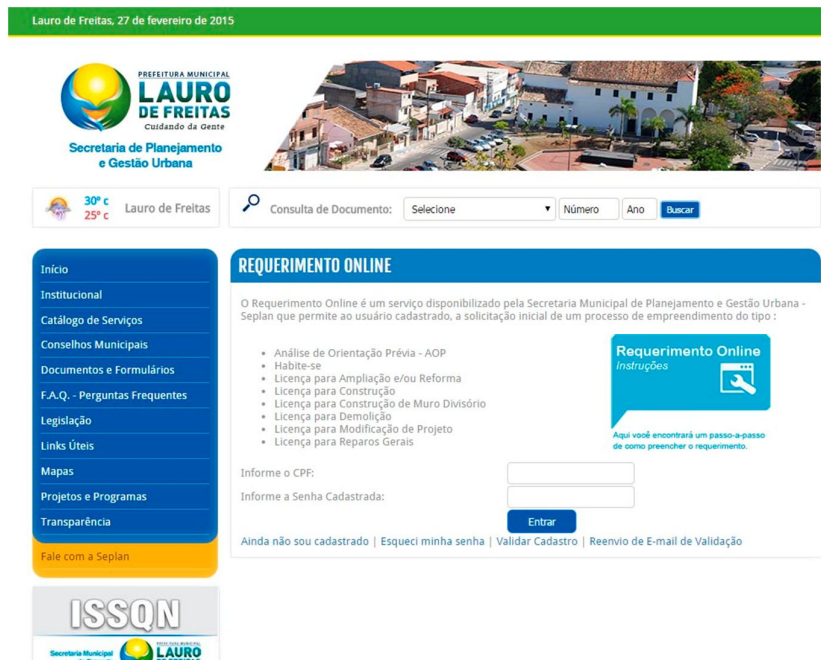 Lauro de Freitas, 27 de fevereiro de 2015
PREFEITURA MUNICIPAL
LAURO
DE FREITAS
Cuidando da Gente
Secretaria de Planejamento
e Gestão Urbana
30° c
25° c
Lauro de Freitas
Consulta de Documento:
Selecione
Número
Ano
Buscar
Início
Institucional
Catálogo de Serviços
Conselhos Municipais
Documentos e Formulários
F.A.Q. - Perguntas Frequentes
Legislação
Links Úteis
Mapas
Projetos e Programas
Transparência
Fale com a Seplan
REQUERIMENTO ONLINE
O Requerimento Online é um serviço disponibilizado pela Secretaria Municipal de Planejamento e Gestão Urbana -
Seplan que permite ao usuário cadastrado, a solicitação inicial de um processo de empreendimento do tipo :
Análise de Orientação Prévia - AOP
Habite-se
Licença para Ampliação e/ou Reforma
Licença para Construção
Licença para Construção de Muro Divisório
Licença para Demolição
Licença para Modificação de Projeto
Licença para Reparos Gerais
Requerimento Online
Instruções
Aqui você encontrará um passo-a-passo
de como preencher o requerimento.
Informe o CPF:
Informe a Senha Cadastrada:
Entrar
Ainda não sou cadastrado | Esqueci minha senha | Validar Cadastro | Reenvio de E-mail de Validação
ISSQN
Secretaria Municipal
LAURO